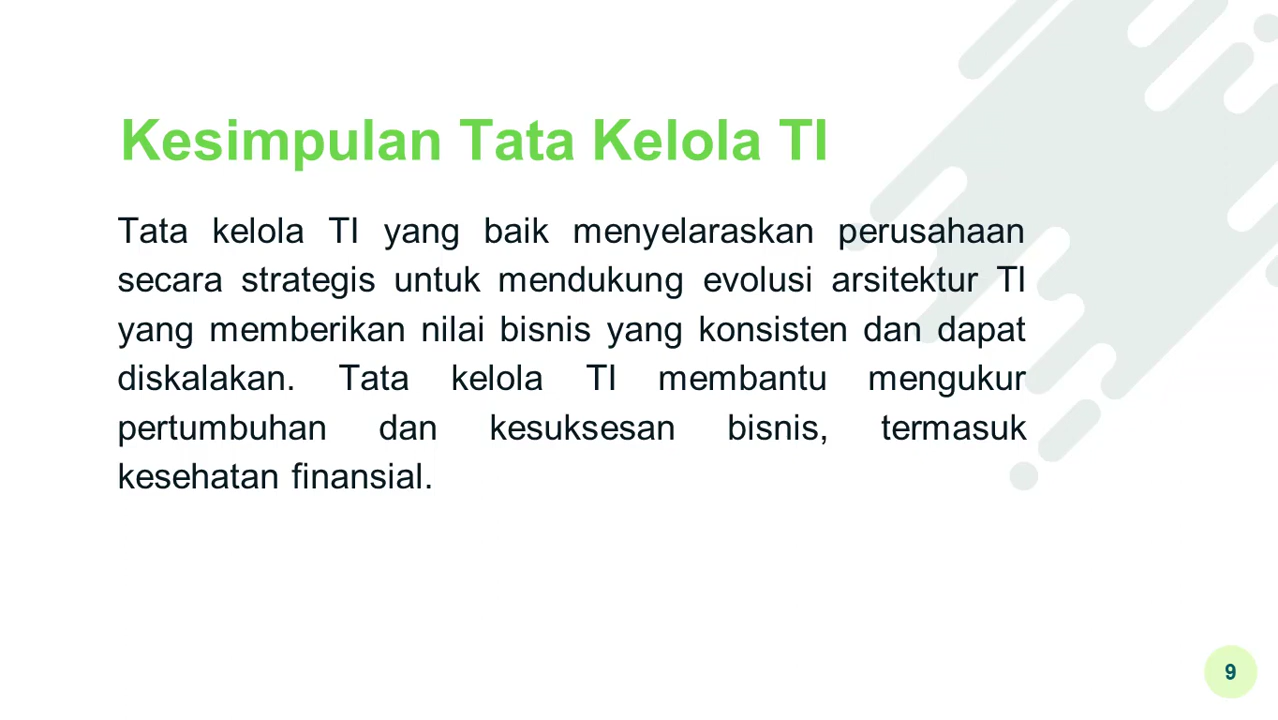 Kesimpulan Tata Kelola TI
Tata kelola TI yang baik menyelaraskan perusahaan
secara strategis untuk mendukung evolusi arsitektur TI
yang memberikan nilai bisnis yang konsisten dan dapat
diskalakan. Tata kelola TI membantu mengukur
pertumbuhan dan kesuksesan bisnis, termasuk
kesehatan finansial.
9